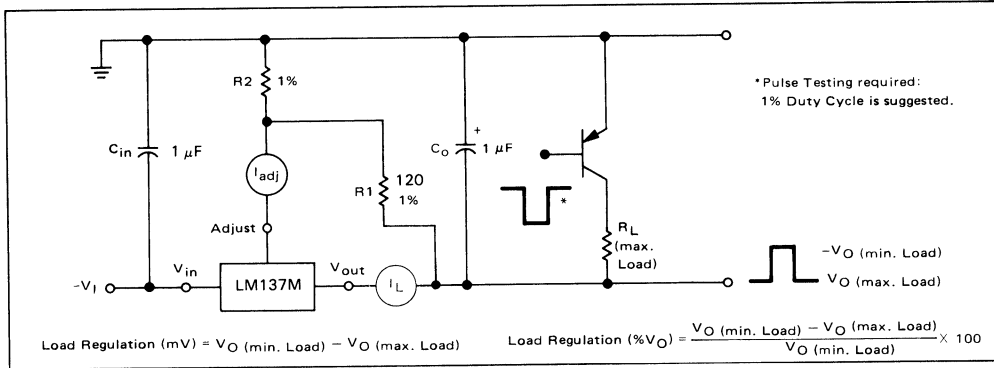 R2
1%
*Pulse Testing required:
1% Duty Cycle is suggested.
Cin
1 μF
Iadj
R1
120
1%
+
Co
1 μF
*
Adjust
RL
(max.
Load)
-VI
Vin
LM137M
Vout
IL
-VO (min. Load)
VO (max. Load)
Load Regulation (mV) = VO (min. Load) - VO (max. Load)
Load Regulation (%VO) = VO (min. Load) - VO (max. Load) / VO (min. Load) X 100